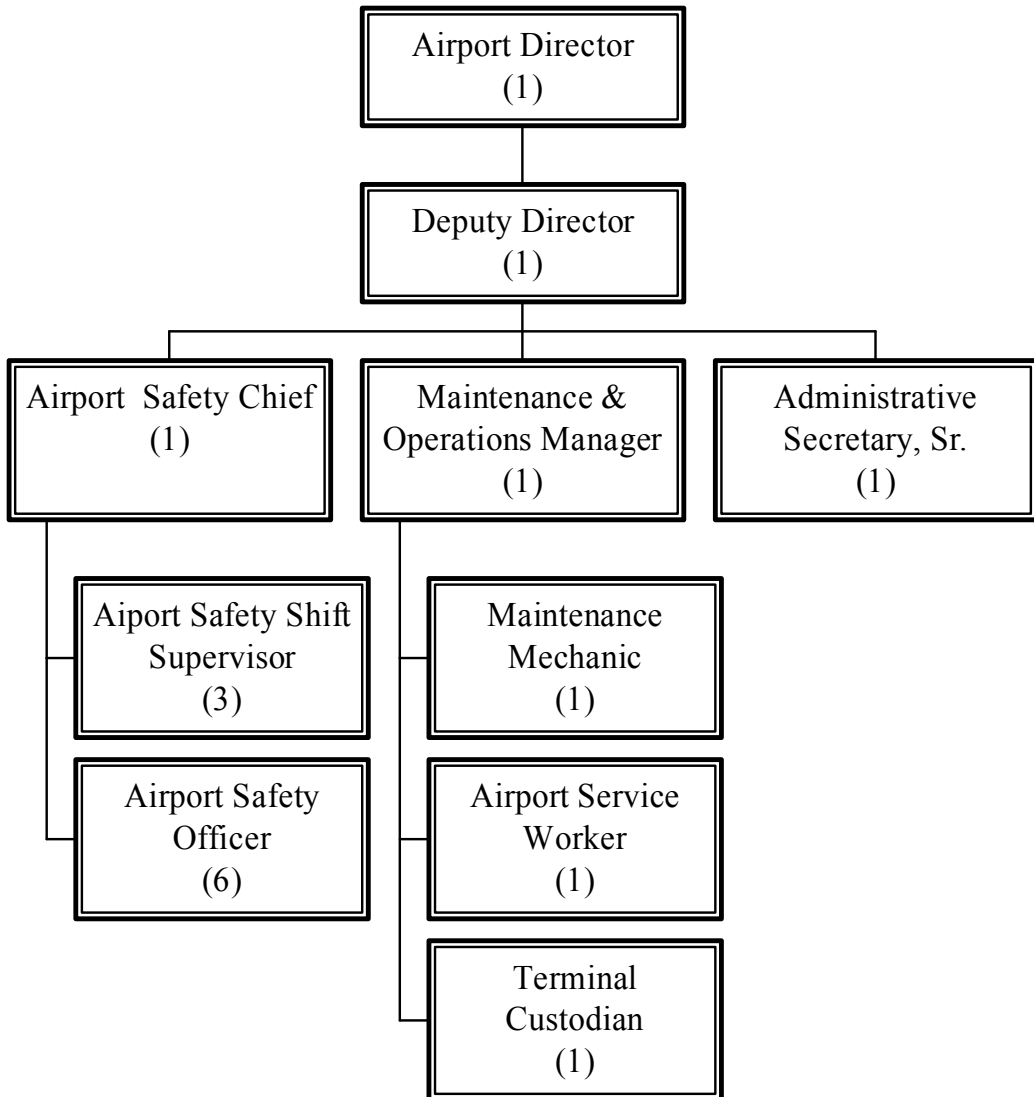 Airport Director
(1)
Deputy Director
(1)
Airport  Safety Chief
(1)
Maintenance &
Operations Manager
(1)
Administrative
Secretary, Sr.
(1)
Aiport Safety Shift
Supervisor
(3)
Airport Safety
Officer
(6)
Maintenance
Mechanic
(1)
Airport Service
Worker
(1)
Terminal
Custodian
(1)